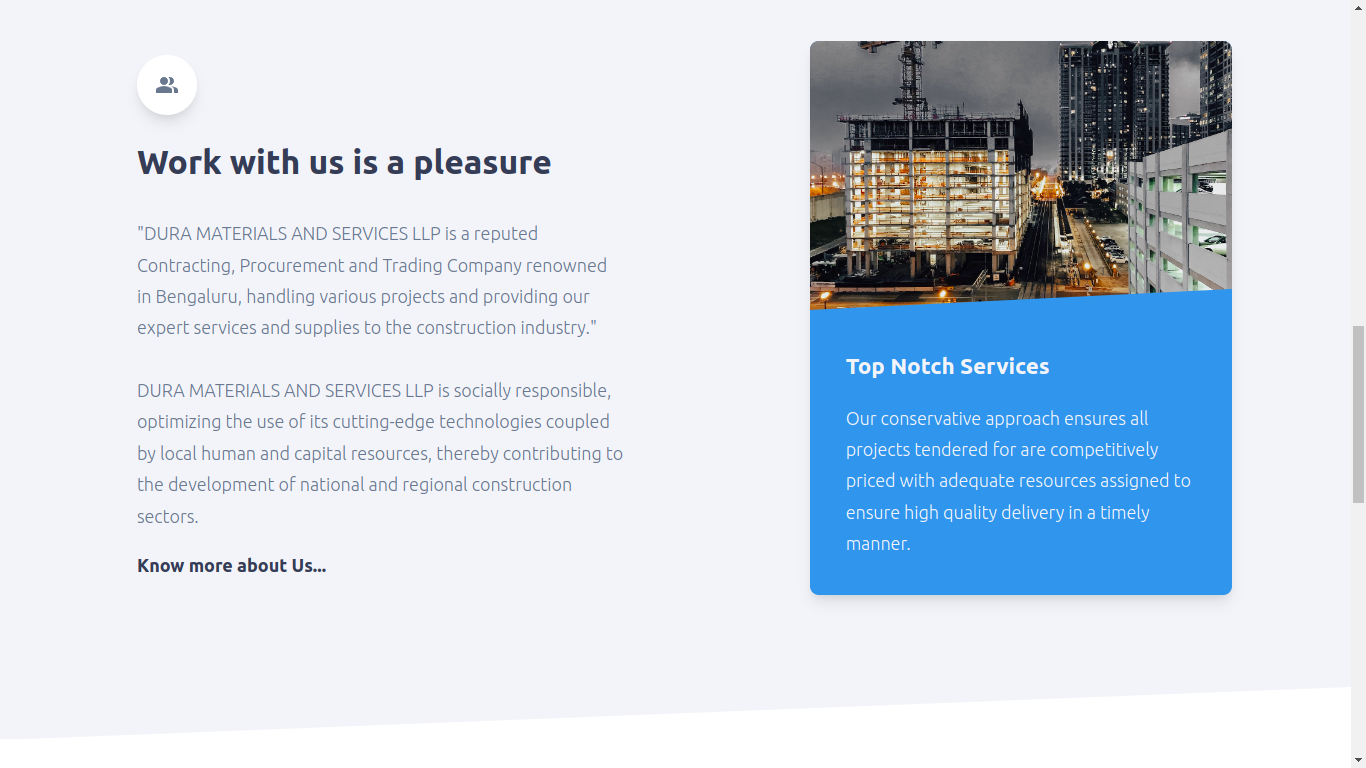 Work with us is a pleasure
"DURA MATERIALS AND SERVICES LLP is a reputed
Contracting, Procurement and Trading Company renowned
in Bengaluru, handling various projects and providing our
expert services and supplies to the construction industry."
DURA MATERIALS AND SERVICES LLP is socially responsible,
optimizing the use of its cutting-edge technologies coupled
by local human and capital resources, thereby contributing to
the development of national and regional construction
sectors.
Know more about Us...
Top Notch Services
Our conservative approach ensures all
projects tendered for are competitively
priced with adequate resources assigned to
ensure high quality delivery in a timely
manner.